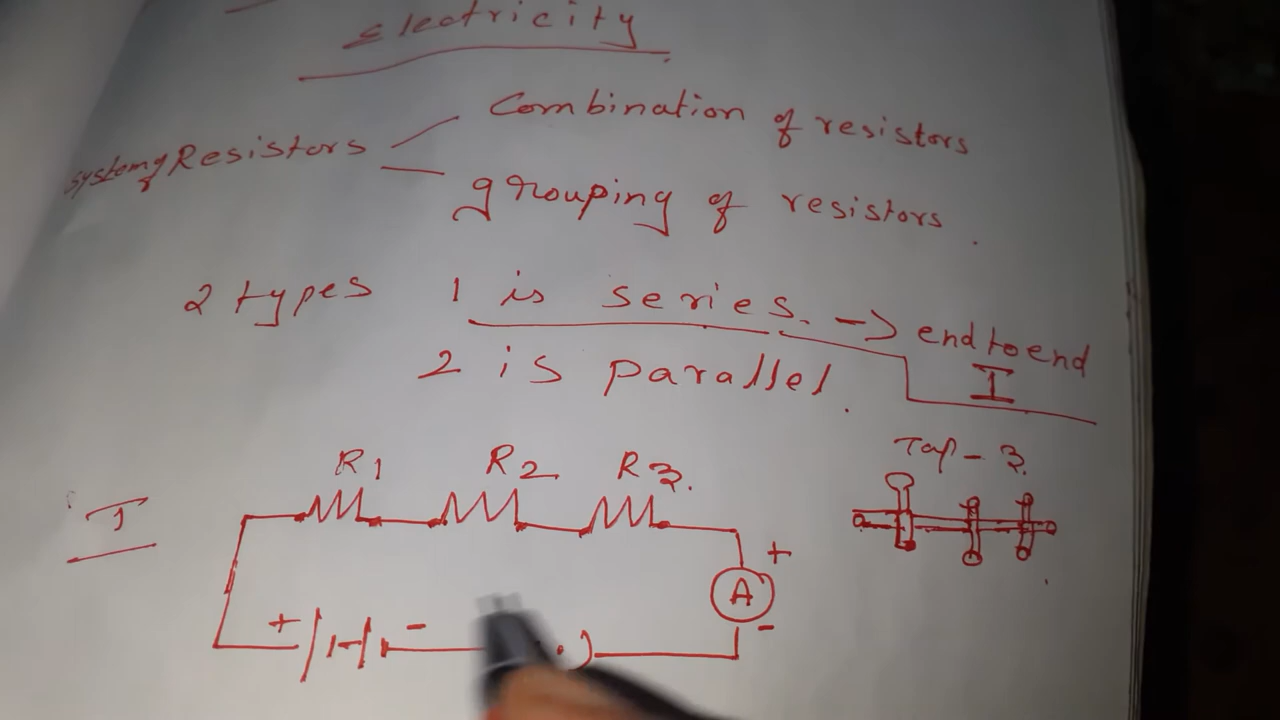 Electricity
Combination of resistors
system of Resistors
grouping of resistors.
2 types 1 is series. -> end to end
I
2 is parallel.
Tap - 3.
R1 R2 R3.
I
+
A
+ -
-